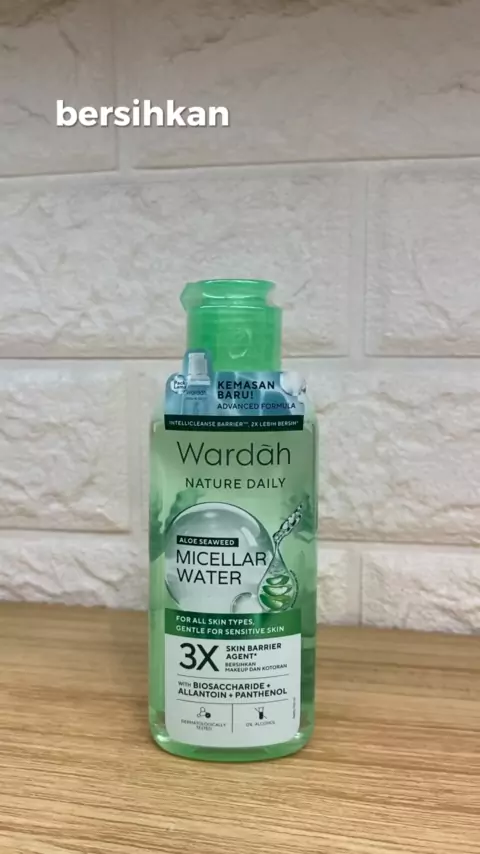 bersihkan
KEMASAN
BARU!
ADVANCED FORMULA
INTELLICLEANSE BARRIER™, 2X LEBIH BERSIH*
Wardah
NATURE DAILY
ALOE SEAWEED
MICELLAR
WATER
FOR ALL SKIN TYPES,
GENTLE FOR SENSITIVE SKIN
3X SKIN BARRIER
AGENT*
BERSIHKAN
MAKEUP DAN KOTORAN
WITH BIOSACCHARIDE +
ALLANTOIN + PANTHENOL
DERMATOLOGICALLY
TESTED
0% ALCOHOL